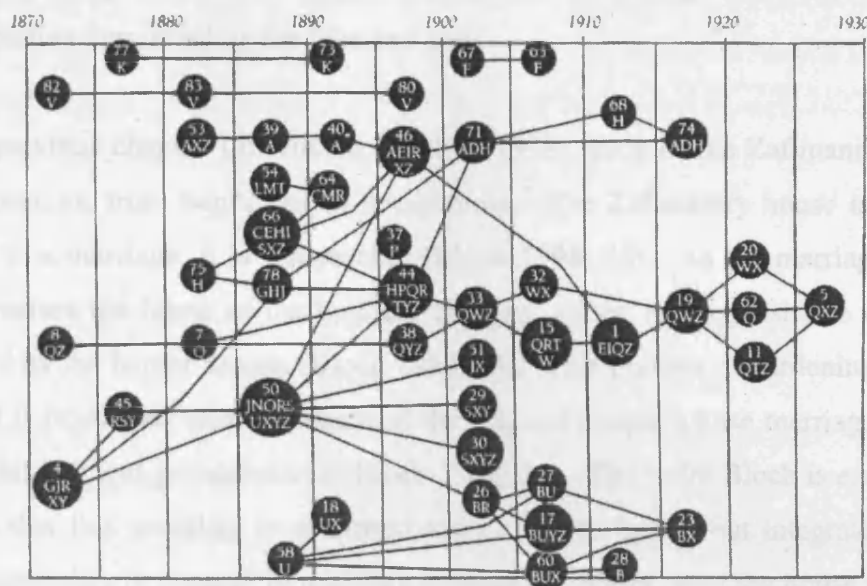 1870 1880 1890 1900 1910 1920 1930
77
K
73
K
67
F
63
F
82
V
83
V
80
V
68
H
53
AXZ
39
A
40
46
AEIR
XZ
71
ADH
74
ADH
54
LMT
64
MR
66
CEHI
SXZ
37
P
20
WX
75
H
78
GHI
44
HPQR
TYZ
32
WX
33
QWZ
19
QWZ
62
Q
5
QXZ
8
QZ
7
Q
38
QYZ
15
QRT
W
1
EIQZ
31
IX
11
QTZ
50
JNORS
UXYZ
45
RSY
29
SXY
30
SXYZ
4
GJR
XY
27
BU
26
BR
18
UX
17
BUYZ
23
BX
58
U
60
BUX
28
B